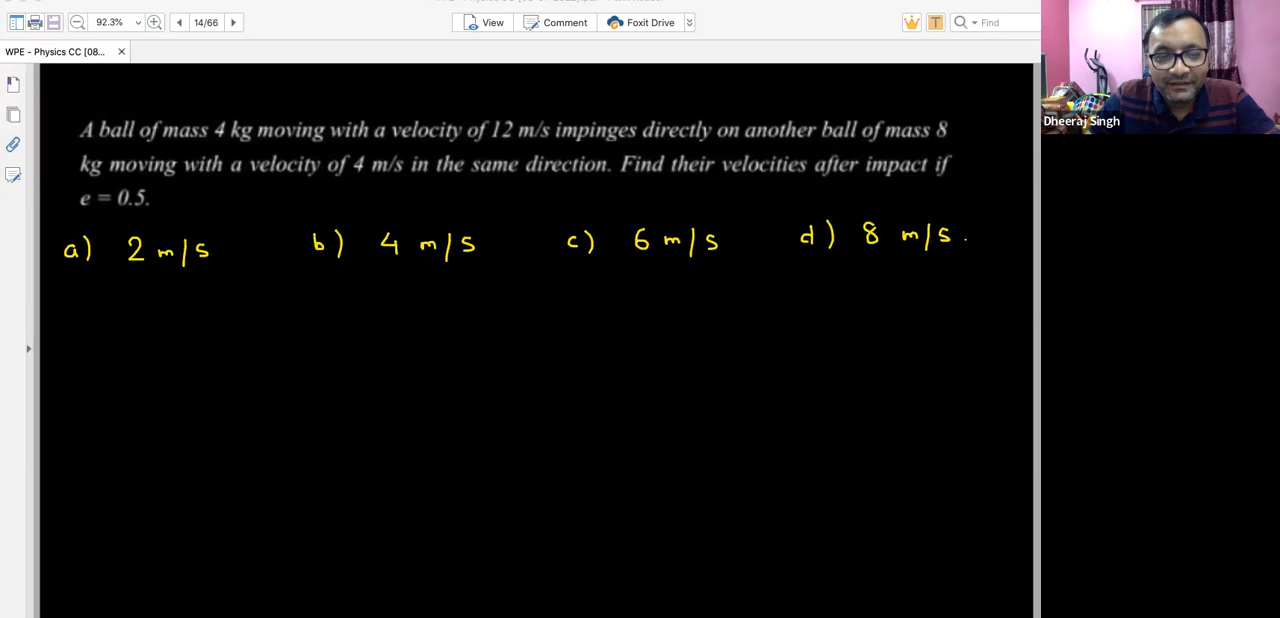 92.3%
14/66
View
Comment
Foxit Drive
Find
WPE - Physics CC [08...
Dheeraj Singh
A ball of mass 4 kg moving with a velocity of 12 m/s impinges directly on another ball of mass 8
kg moving with a velocity of 4 m/s in the same direction. Find their velocities after impact if
e = 0.5.
a) 2 m/s b) 4 m/s c) 6 m/s d) 8 m/s.